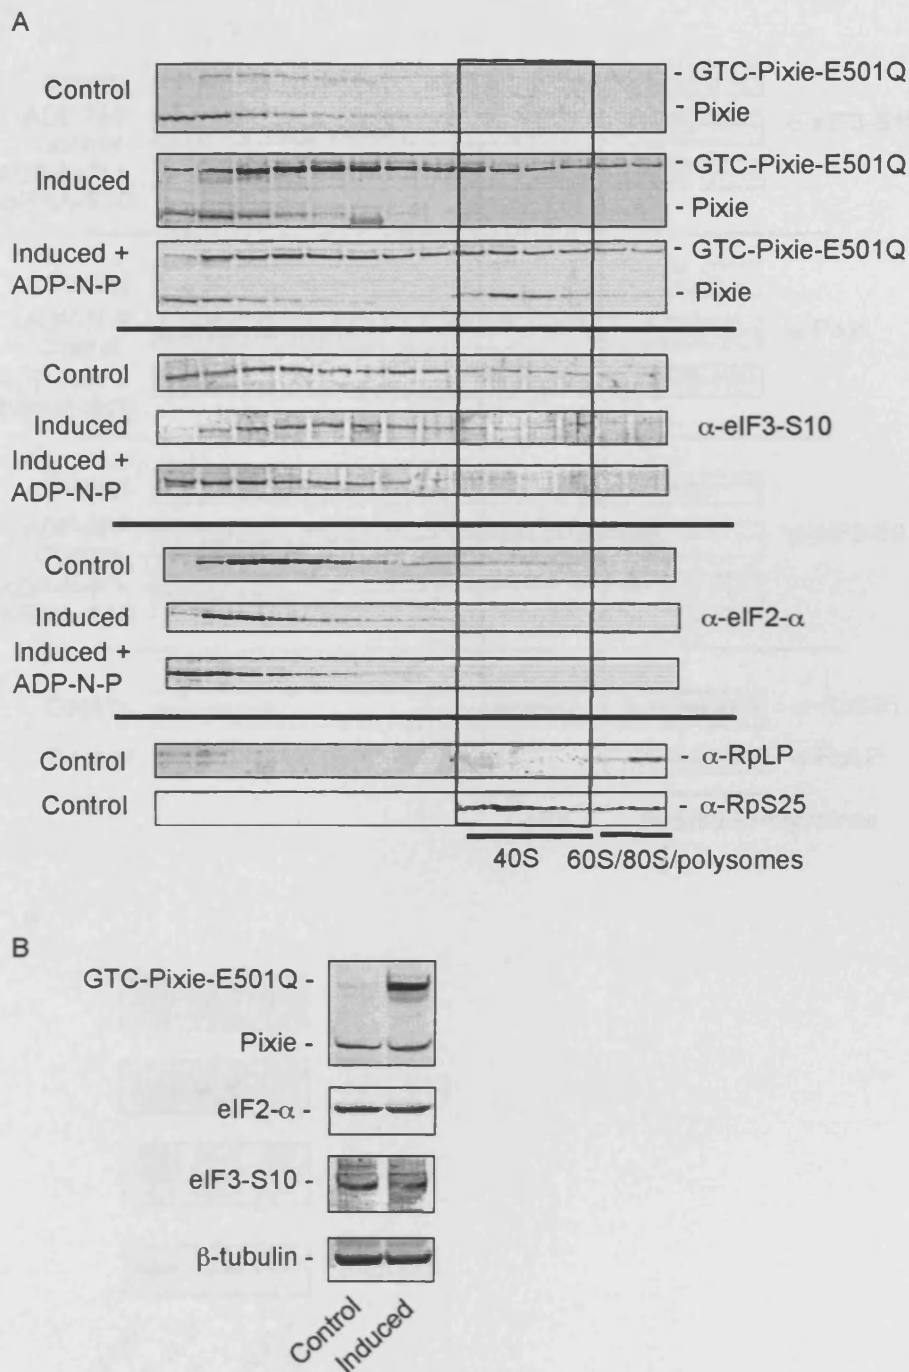 A
Control
- GTC-Pixie-E501Q
- Pixie
Induced
- GTC-Pixie-E501Q
- Pixie
Induced +
ADP-N-P
- GTC-Pixie-E501Q
- Pixie
Control
Induced
α-eIF3-S10
Induced +
ADP-N-P
Control
Induced
α-eIF2-α
Induced +
ADP-N-P
Control
- α-RpLP
Control
- α-RpS25
40S 60S/80S/polysomes
B
GTC-Pixie-E501Q -
Pixie -
eIF2-α -
eIF3-S10
β-tubulin -
Control
Induced